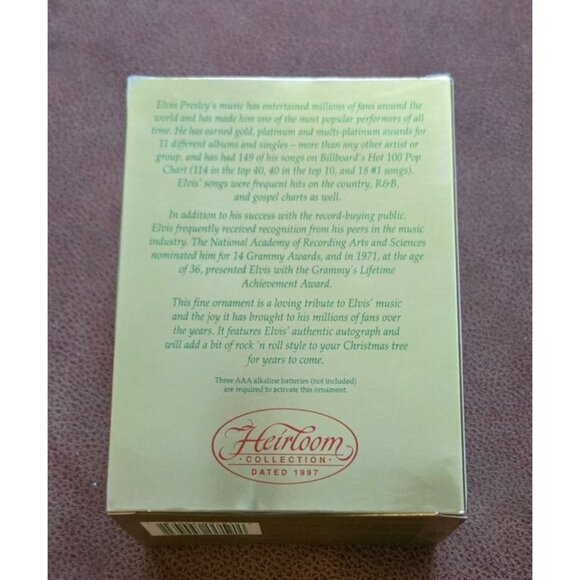 Elvis Presley's music has entertained millions of fans around the
world and has made him one of the most popular performers of all
time. He has earned gold, platinum and multi-platinum awards for
11 different albums and singles – more than any other artist or
group, and has had 149 of his songs on Billboard's Hot 100 Pop
Chart (114 in the top 40, 40 in the top 10, and 18 #1 songs).
Elvis' songs were frequent hits on the country, R&B,
and gospel charts as well.
In addition to his success with the record-buying public,
Elvis frequently received recognition from his peers in the music
industry. The National Academy of Recording Arts and Sciences
nominated him for 14 Grammy Awards, and in 1971, at the age
of 36, presented Elvis with the Grammy's Lifetime
Achievement Award.
This fine ornament is a loving tribute to Elvis' music
and the joy it has brought to his millions of fans over
the years. It features Elvis' authentic autograph and
will add a bit of rock 'n roll style to your Christmas tree
for years to come.
Three AAA alkaline batteries (not included)
are required to activate this ornament.
Heirloom™
·COLLECTION·
DATED 1997